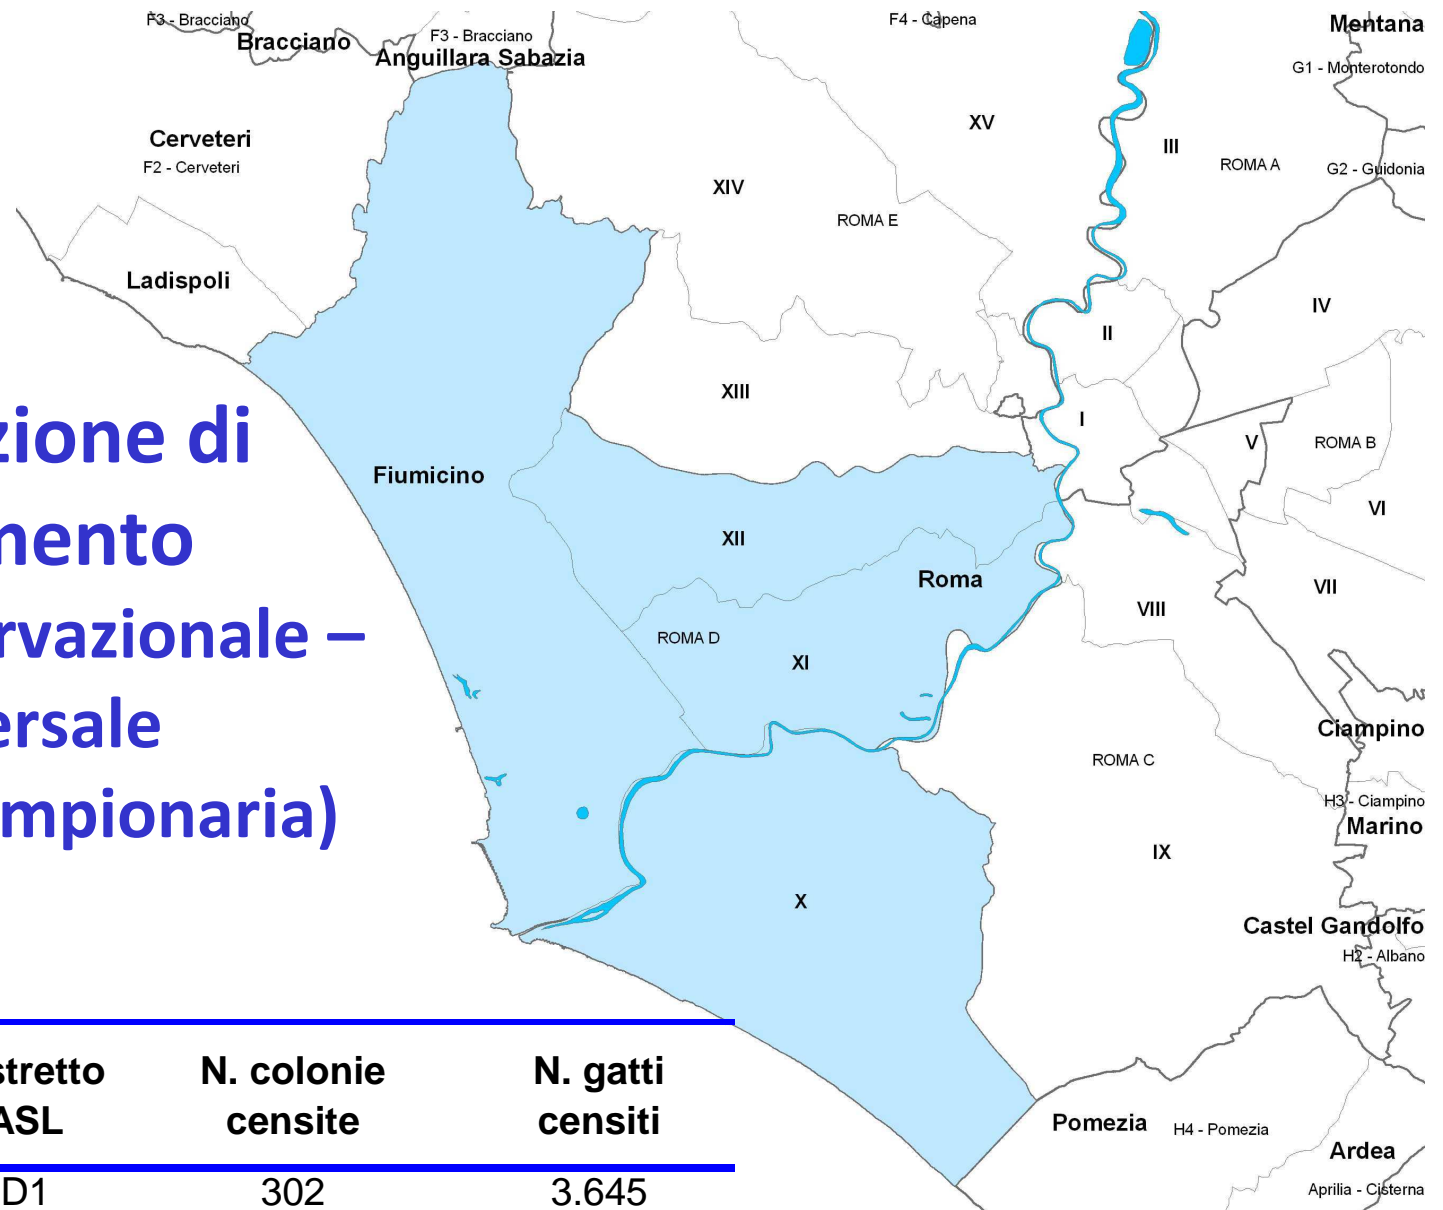 F3 - Bracciano
Bracciano
F3 - Bracciano
Anguillara Sabazia
F4 - Capena
Mentana
G1 - Monterotondo
Cerveteri
F2 - Cerveteri
XV
III
ROMA A
G2 - Guidonia
XIV
ROMA E
Ladispoli
IV
II
XIII
I
V
ROMA B
zione di
Fiumicino
VI
mento
XII
Roma
VII
VIII
rvazionale –
ROMA D
XI
ersale
Ciampino
ROMA C
H3 - Ciampino
mpionaria)
Marino
IX
X
Castel Gandolfo
H2 - Albano
stretto N. colonie N. gatti
ASL censite censiti
Pomezia
H4 - Pomezia
Ardea
D1 302 3.645
Aprilia - Cisterna